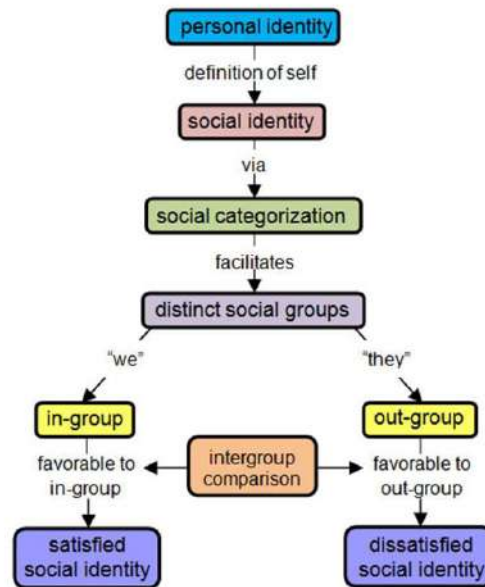 personal identity
definition of self
social identity
via
social categorization
facilitates
distinct social groups
“we”
“they”
in-group
out-group
favorable to
in-group
intergroup
comparison
favorable to
out-group
satisfied
social identity
dissatisfied
social identity